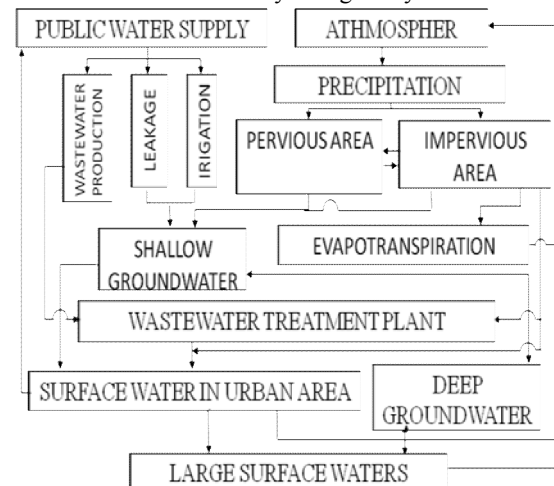 PUBLIC WATER SUPPLY
ATHMOSPHER
PRECIPITATION
WASTEWATER
PRODUCTION
LEAKAGE
IRIGATION
PERVIOUS AREA
IMPERVIOUS
AREA
SHALLOW
GROUNDWATER
EVAPOTRANSPIRATION
WASTEWATER TREATMENT PLANT
SURFACE WATER IN URBAN AREA
DEEP
GROUNDWATER
LARGE SURFACE WATERS